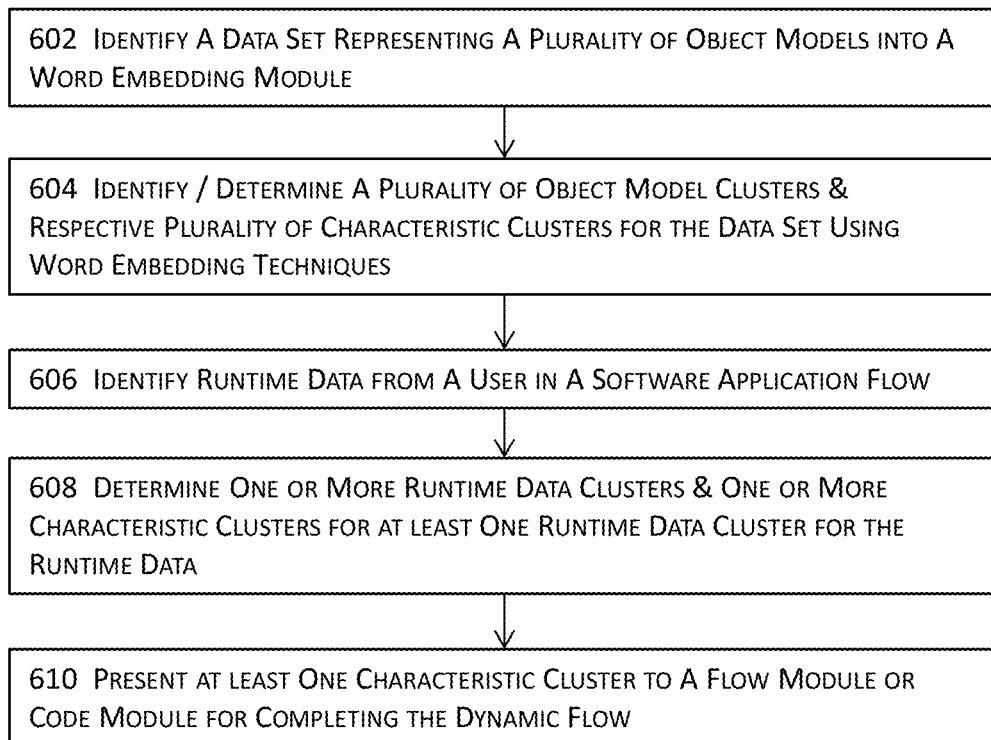 602 IDENTIFY A DATA SET REPRESENTING A PLURALITY OF OBJECT MODELS INTO A
WORD EMBEDDING MODULE
604 IDENTIFY / DETERMINE A PLURALITY OF OBJECT MODEL CLUSTERS &
RESPECTIVE PLURALITY OF CHARACTERISTIC CLUSTERS FOR THE DATA SET USING
WORD EMBEDDING TECHNIQUES
606 IDENTIFY RUNTIME DATA FROM A USER IN A SOFTWARE APPLICATION FLOW
608 DETERMINE ONE OR MORE RUNTIME DATA CLUSTERS & ONE OR MORE
CHARACTERISTIC CLUSTERS FOR AT LEAST ONE RUNTIME DATA CLUSTER FOR THE
RUNTIME DATA
610 PRESENT AT LEAST ONE CHARACTERISTIC CLUSTER TO A FLOW MODULE OR
CODE MODULE FOR COMPLETING THE DYNAMIC FLOW